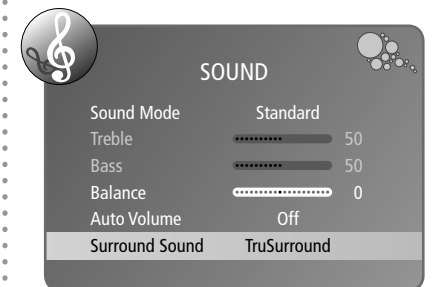 SOUND
Sound Mode Standard
Treble 50
Bass 50
Balance 0
Auto Volume Off
Surround Sound TruSurround